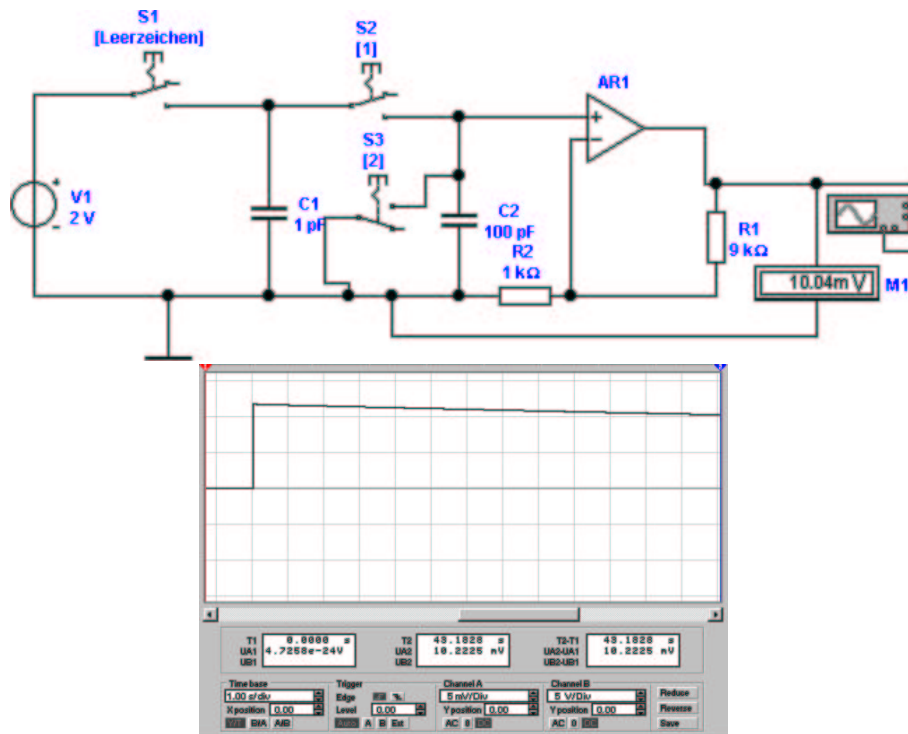 S1
[Leerzeichen]
S2
[1]
AR1
S3
[2]
V1
2 V
C1
1 pF
C2
100 pF
R2
1 kΩ
R1
9 kΩ
10.04m V
M1
+
−
+
−
T1 0.0000 s
UA1 4.7258e-24V
UB1
T2 43.1828 s
UA2 10.2225 mV
UB2
T2-T1 43.1828 s
UA2-UA1 10.2225 mV
UB2-UB1
Time base
1.00 s/div
X position 0.00
Y/T B/A A/B
Trigger
Edge
Level 0.00
Auto A B Ext
Channel A
5 mV/Div
Y position 0.00
AC 0 DC
Channel B
5 V/Div
Y position 0.00
AC 0 DC
Reduce
Reverse
Save